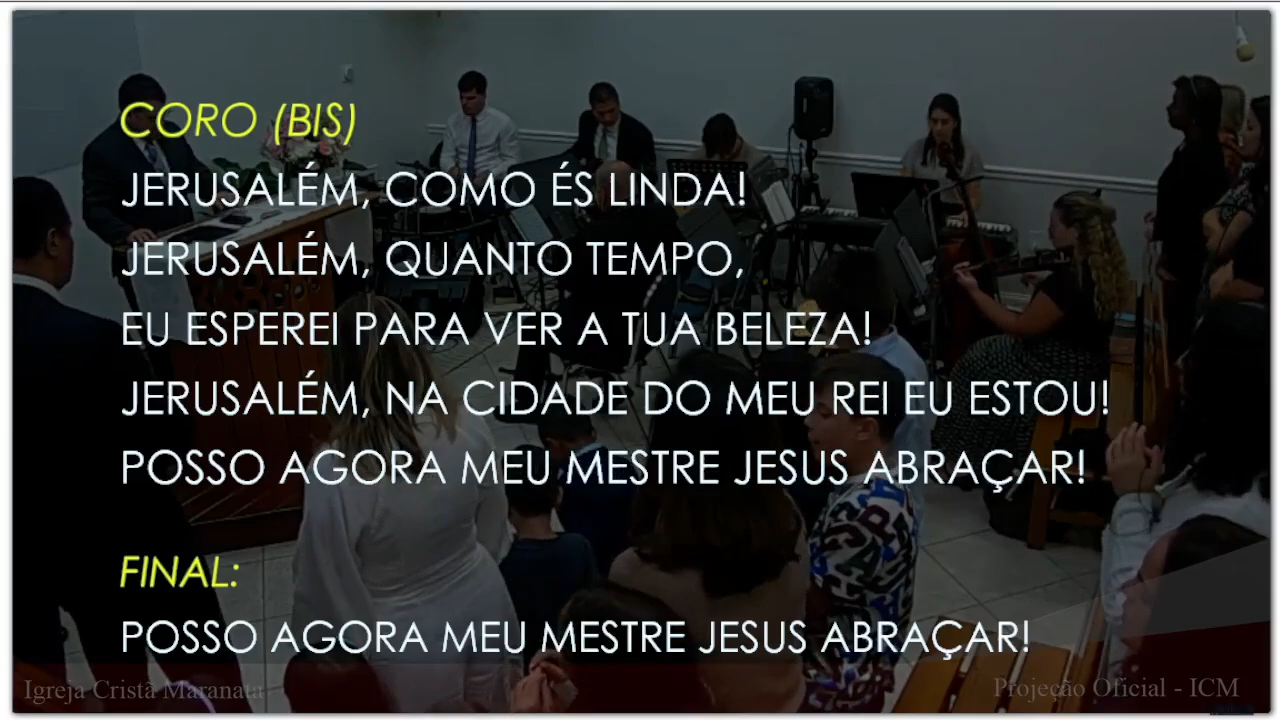 CORO (BIS)
JERUSALÉM, COMO ÉS LINDA!
JERUSALÉM, QUANTO TEMPO,
EU ESPEREI PARA VER A TUA BELEZA!
JERUSALÉM, NA CIDADE DO MEU REI EU ESTOU!
POSSO AGORA MEU MESTRE JESUS ABRAÇAR!
FINAL:
POSSO AGORA MEU MESTRE JESUS ABRAÇAR!
Igreja Cristã Maranata
Projeção Oficial - ICM